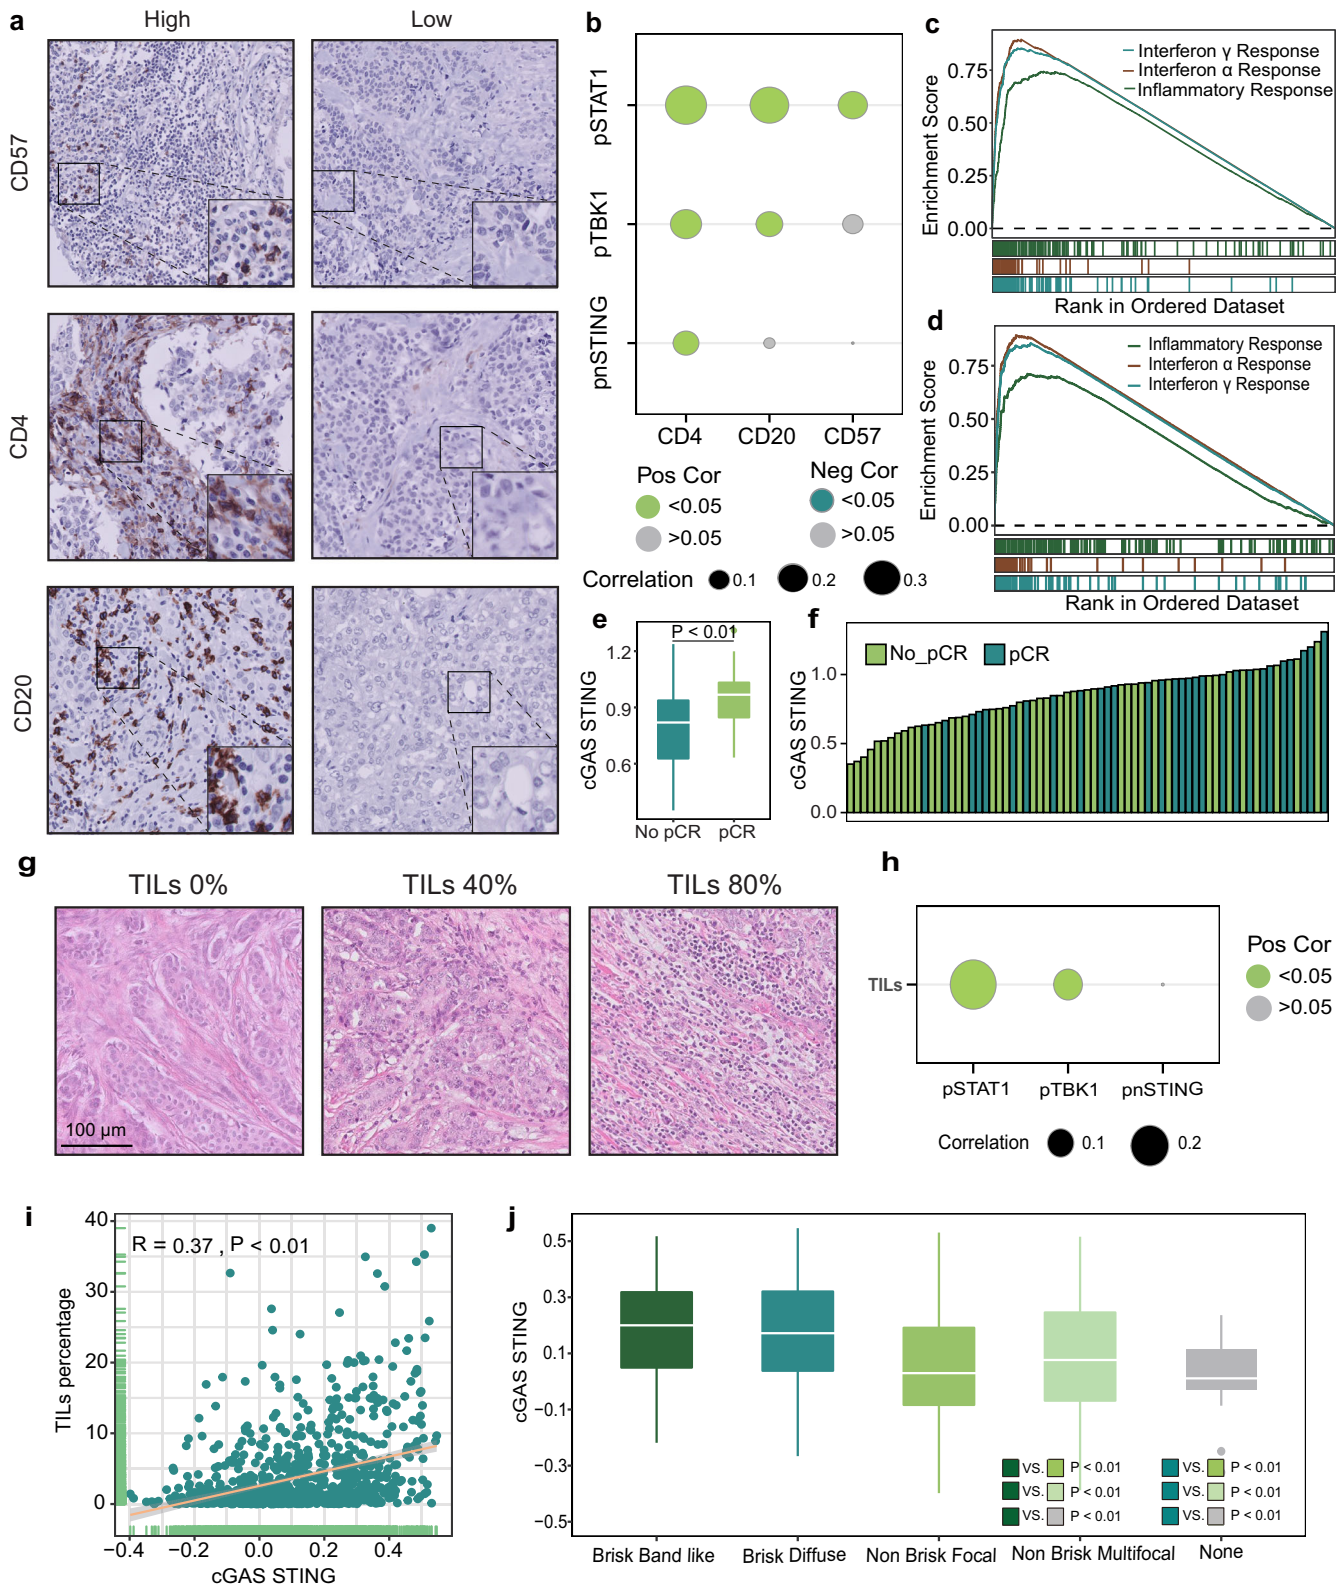 a
High
Low
CD57
CD4
CD20
b
pSTAT1
pTBK1
pnSTING
CD4
CD20
CD57
Pos Cor
<0.05
>0.05
Neg Cor
<0.05
>0.05
Correlation
0.1
0.2
0.3
c
Enrichment Score
0.75
0.50
0.25
0.00
Interferon γ Response
Interferon α Response
Inflammatory Response
Rank in Ordered Dataset
d
Enrichment Score
0.75
0.50
0.25
0.00
Inflammatory Response
Interferon α Response
Interferon γ Response
Rank in Ordered Dataset
e
cGAS STING
1.2
0.9
0.6
P < 0.01
No pCR
pCR
f
cGAS STING
1.0
0.5
0.0
No_pCR
pCR
g
TILs 0%
TILs 40%
TILs 80%
100 µm
h
TILs
pSTAT1
pTBK1
pnSTING
Pos Cor
<0.05
>0.05
Correlation
0.1
0.2
i
TILs percentage
40
30
20
10
0
R = 0.37 , P < 0.01
−0.4
−0.2
0.0
0.2
0.4
cGAS STING
j
cGAS STING
0.5
0.3
0.1
−0.1
−0.3
−0.5
VS. P < 0.01
VS. P < 0.01
VS. P < 0.01
VS. P < 0.01
VS. P < 0.01
VS. P < 0.01
Brisk Band like
Brisk Diffuse
Non Brisk Focal
Non Brisk Multifocal
None